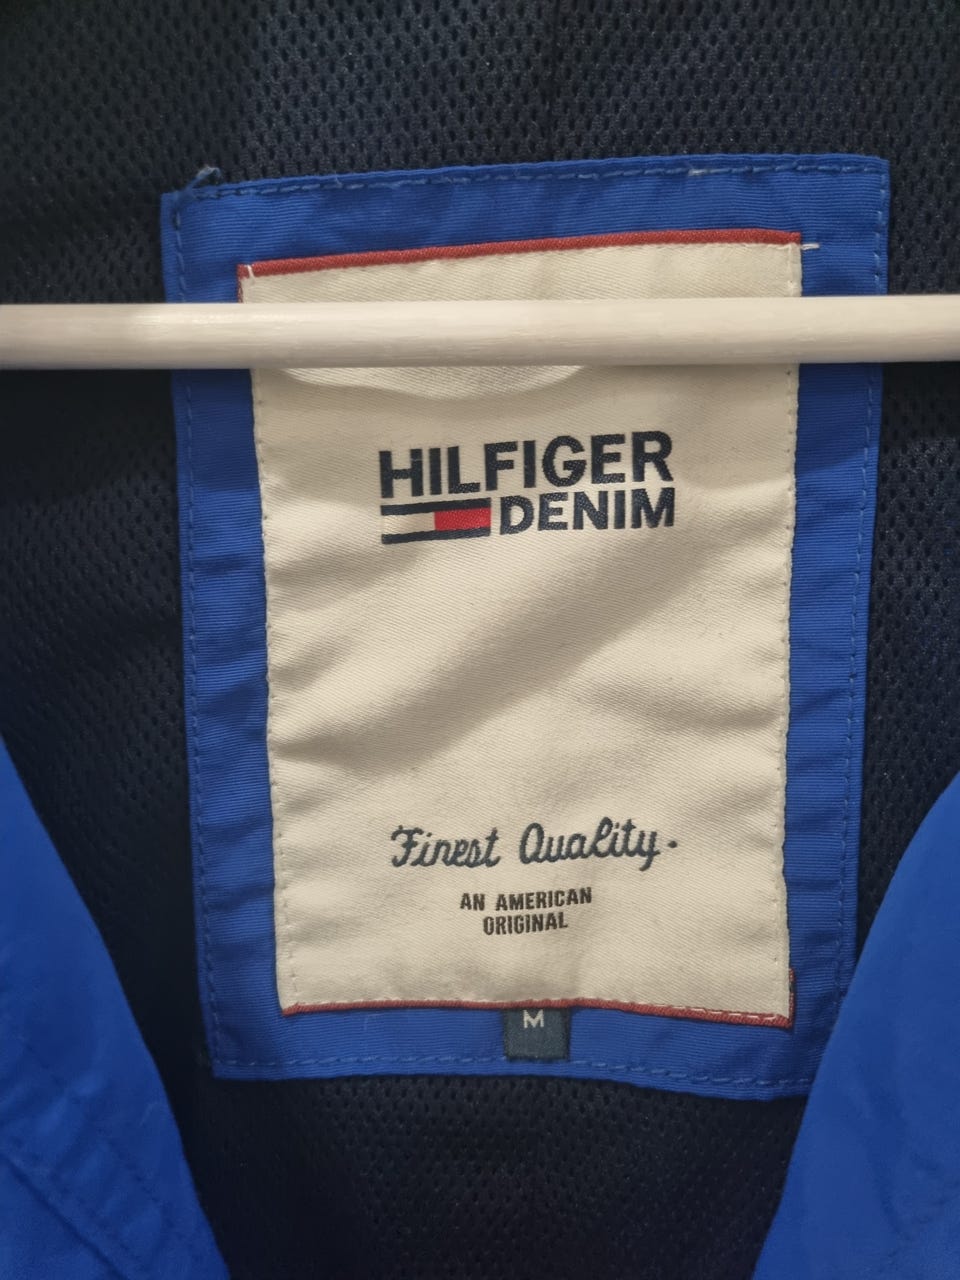 HILFIGER
DENIM
Finest Quality.
AN AMERICAN
ORIGINAL
M